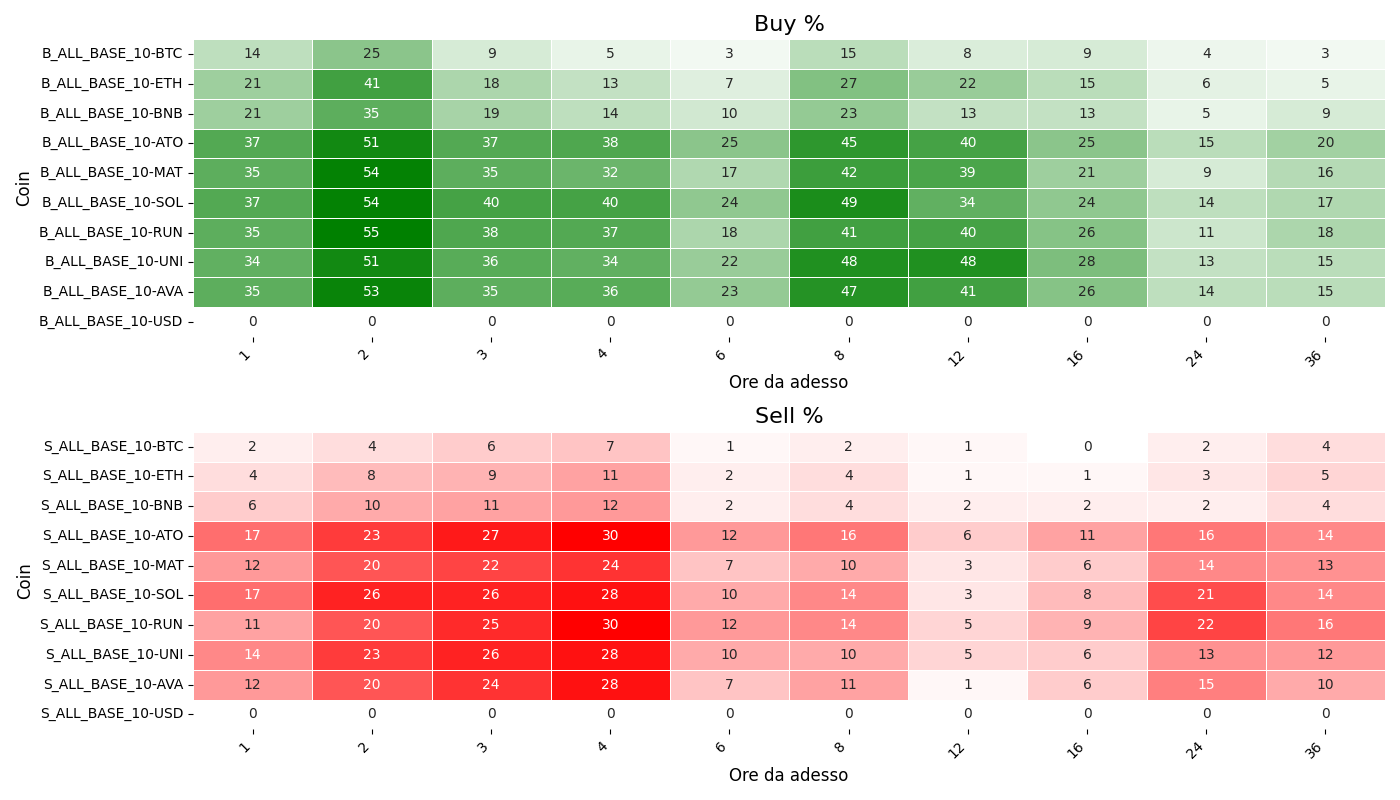 Buy %
Coin
B_ALL_BASE_10-BTC 14 25 9 5 3 15 8 9 4 3
B_ALL_BASE_10-ETH 21 41 18 13 7 27 22 15 6 5
B_ALL_BASE_10-BNB 21 35 19 14 10 23 13 13 5 9
B_ALL_BASE_10-ATO 37 51 37 38 25 45 40 25 15 20
B_ALL_BASE_10-MAT 35 54 35 32 17 42 39 21 9 16
B_ALL_BASE_10-SOL 37 54 40 40 24 49 34 24 14 17
B_ALL_BASE_10-RUN 35 55 38 37 18 41 40 26 11 18
B_ALL_BASE_10-UNI 34 51 36 34 22 48 48 28 13 15
B_ALL_BASE_10-AVA 35 53 35 36 23 47 41 26 14 15
B_ALL_BASE_10-USD 0 0 0 0 0 0 0 0 0 0
1 2 3 4 6 8 12 16 24 36
Ore da adesso
Sell %
Coin
S_ALL_BASE_10-BTC 2 4 6 7 1 2 1 0 2 4
S_ALL_BASE_10-ETH 4 8 9 11 2 4 1 1 3 5
S_ALL_BASE_10-BNB 6 10 11 12 2 4 2 2 2 4
S_ALL_BASE_10-ATO 17 23 27 30 12 16 6 11 16 14
S_ALL_BASE_10-MAT 12 20 22 24 7 10 3 6 14 13
S_ALL_BASE_10-SOL 17 26 26 28 10 14 3 8 21 14
S_ALL_BASE_10-RUN 11 20 25 30 12 14 5 9 22 16
S_ALL_BASE_10-UNI 14 23 26 28 10 10 5 6 13 12
S_ALL_BASE_10-AVA 12 20 24 28 7 11 1 6 15 10
S_ALL_BASE_10-USD 0 0 0 0 0 0 0 0 0 0
1 2 3 4 6 8 12 16 24 36
Ore da adesso